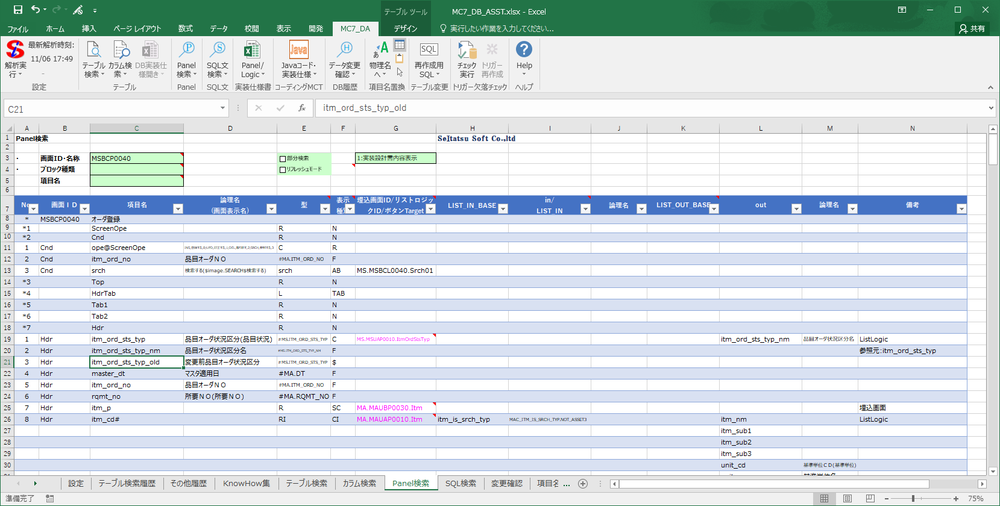 テーブル ツール
MC7_DB_ASST.xlsx - Excel
ファイル ホーム 挿入 ページ レイアウト 数式 データ 校閲 表示 開発 MC7_DA デザイン 実行したい作業を入力してください... 共有
最新解析時刻:
11/06 17:49
-
解析実行
テーブル検索
カラム検索
DB実装仕様開き
Panel検索
SQL文検索
Panel/Logic
Java
Javaコード・実装仕様
データ変更確認
物理名へ
SQL
再作成用SQL
チェック実行
トリガー再作成
Help
設定 テーブル Panel SQL文 実装仕様書 コーディングMCT DB履歴 項目名置換 テーブル変更 トリガー欠落チェック ヘルプ
C21 fx itm_ord_sts_typ_old
A B C D E F G H I J K L M N
1 Panel検索 SeItatsu Soft Co.,ltd
2
3 ・ 画面ID・名称 MSBCP0040 部分検索 1:実装設計書内容表示
4 ・ ブロック種類 リフレッシュモード
5 項目名
6
7 No 画面ＩＤ 項目名 論理名(画面表示名) 型 表示種別 埋込画面ID/リストロジックID/ボタンTarget LIST_IN_BASE in/LIST_IN 論理名 LIST_OUT_BASE out 論理名 備考
8 * MSBCP0040 オーダ登録
9 *1 ScreenOpe R N
10 *2 Cnd R N
11 1 Cnd ope@ScreenOpe C R
12 2 Cnd itm_ord_no 品目オーダＮＯ #MA.ITM_ORD_NO F
13 3 Cnd srch 検索する($image.SEARCH$検索する) srch AB MS.MSBCL0040.Srch01
14 *3 Top R N
15 *4 HdrTab L TAB
16 *5 Tab1 R N
17 *6 Tab2 R N
18 *7 Hdr R N
19 1 Hdr itm_ord_sts_typ 品目オーダ状況区分(品目状況) #MS.ITM_ORD_STS_TYP C MS.MSUAP0010.ItmOrdStsTyp itm_ord_sts_typ_nm 品目オーダ状況区分名 ListLogic
20 2 Hdr itm_ord_sts_typ_nm 品目オーダ状況区分名 #MS.ITM_ORD_STS_TYP_NM F 参照元:itm_ord_sts_typ
21 3 Hdr itm_ord_sts_typ_old 変更前品目オーダ状況区分 #MS.ITM_ORD_STS_TYP $
22 4 Hdr master_dt マスタ適用日 #MA.DT F
23 5 Hdr itm_ord_no 品目オーダＮＯ #MA.ITM_ORD_NO F
24 6 Hdr rqmt_no 所要ＮＯ(所要ＮＯ) #MA.RQMT_NO F
25 7 Hdr itm_p R SC MA.MAUBP0030.Itm 埋込画面
26 8 Hdr itm_cd# RI CI MA.MAUAP0010.Itm itm_is_srch_typ MAC_ITM_IS_SRCH_TYP.NOT_ASSET3 itm_nm ListLogic
27 itm_sub1
28 itm_sub2
29 itm_sub3
30 unit_cd 基準単位ＣＤ(基準単位)
設定 テーブル検索履歴 その他履歴 KnowHow集 テーブル検索 カラム検索 Panel検索 SQL検索 変更確認 項目名 ...
準備完了 75%